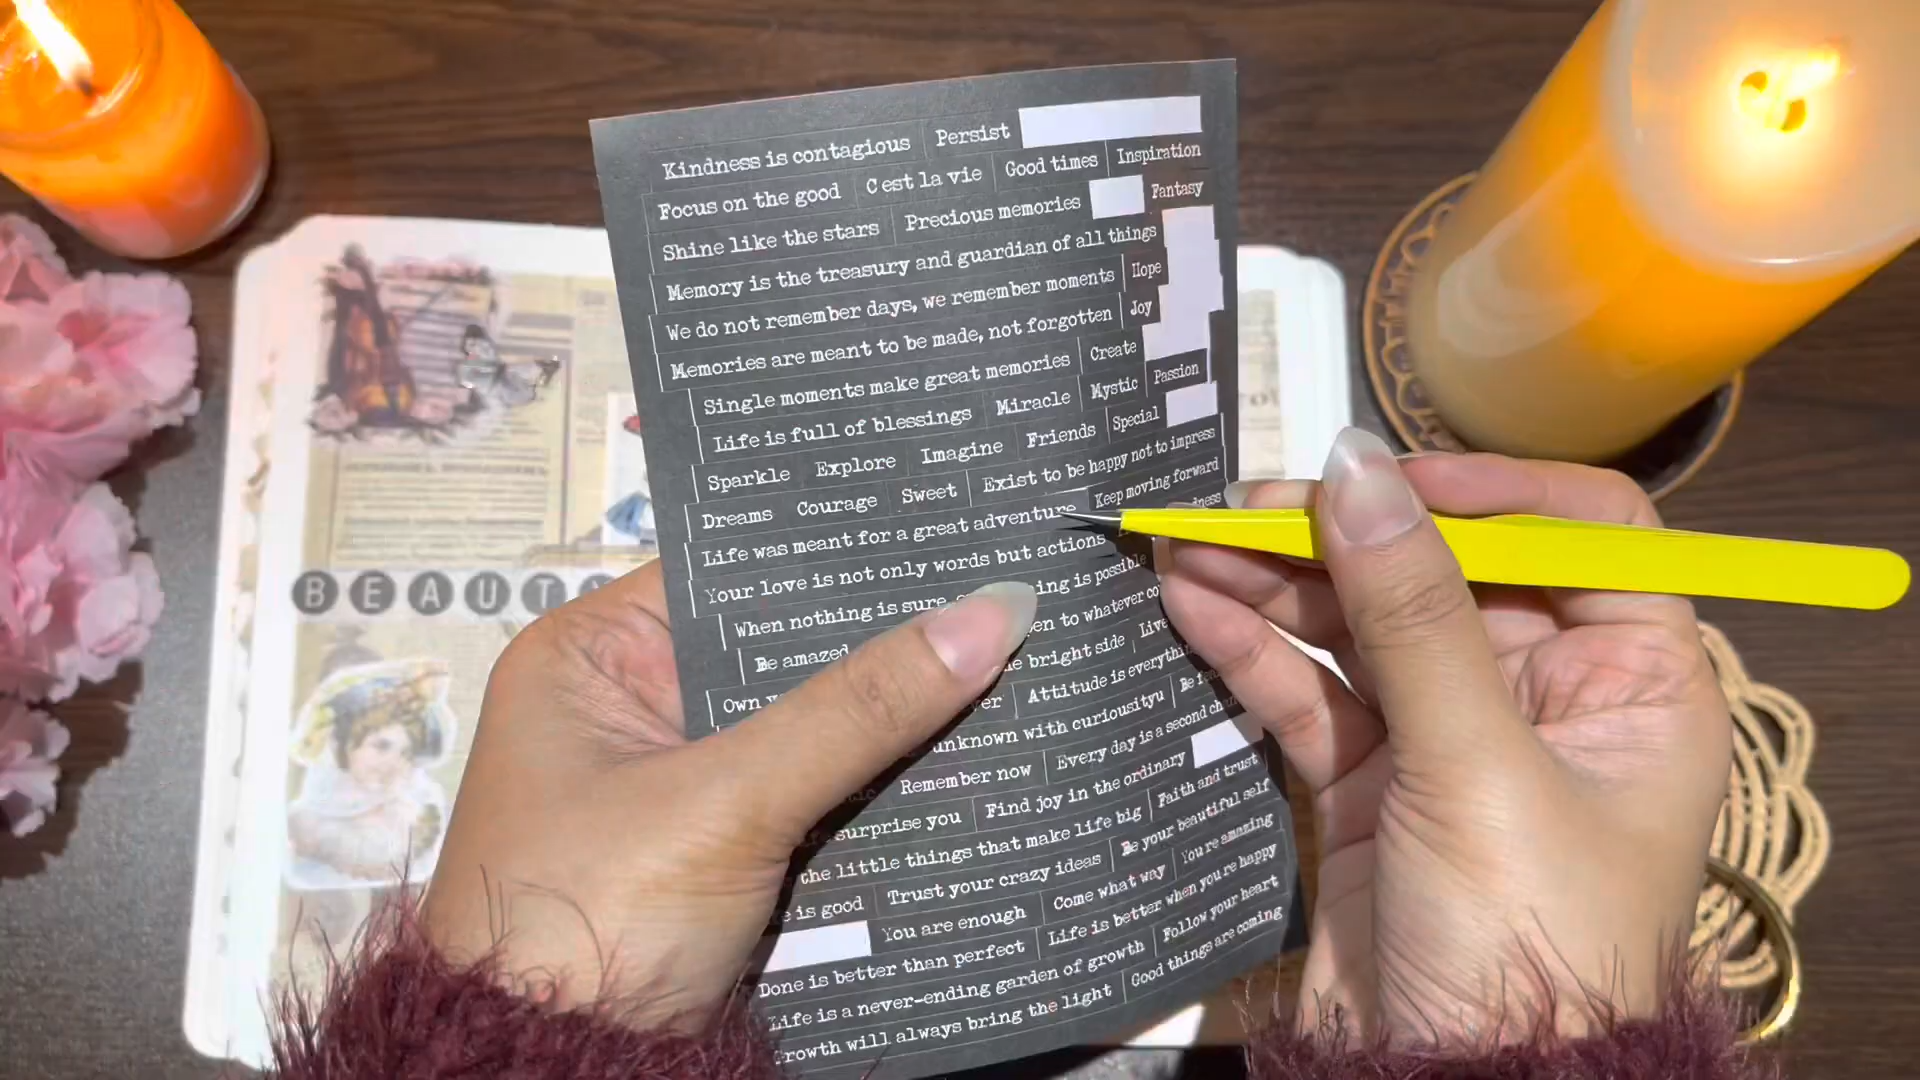 Kindness is contagious Persist
Focus on the good C est la vie Good times Inspiration
Shine like the stars Precious memories Fantasy
Memory is the treasury and guardian of all things
We do not remember days, we remember moments Hope
Memories are meant to be made, not forgotten Joy
Single moments make great memories Create
Life is full of blessings Miracle Mystic Passion
Sparkle Explore Imagine Friends Special
Dreams Courage Sweet Exist to be happy not to impress
Life was meant for a great adventure Keep moving forward
Your love is not only words but actions
When nothing is sure is possible
Be amazed to whatever
Own bright side Live
Attitude is
unknown with curiousityu Be
Remember now Every day is a second
surprise you Find joy in the ordinary
the little things that make life big Faith and trust
is good Trust your crazy ideas Be your beautiful self
You are enough Come what way You're amazing
Done is better than perfect Life is better when you're happy
Life is a never-ending garden of growth Follow your heart
will always bring the light Good things are coming
BEAUT